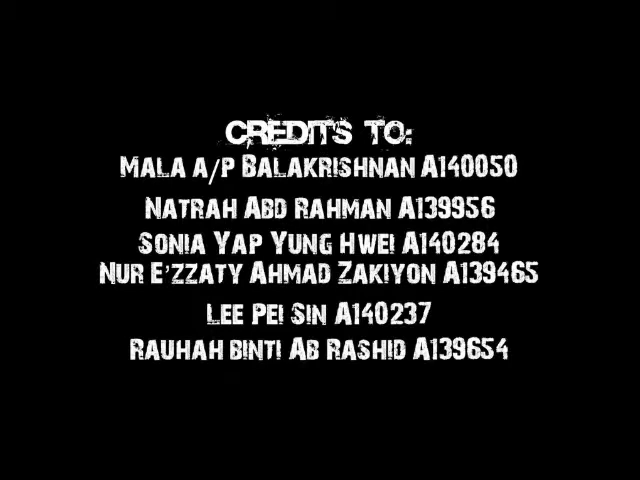 CREDITS TO:
MALA A/P BALAKRISHNAN A140050
NATRAH ABD RAHMAN A139956
SONIA YAP YUNG HWEI A140284
NUR E'ZZATY AHMAD ZAKIYON A139465
LEE PEI SIN A140237
RAUHAH BINTI AB RASHID A139654